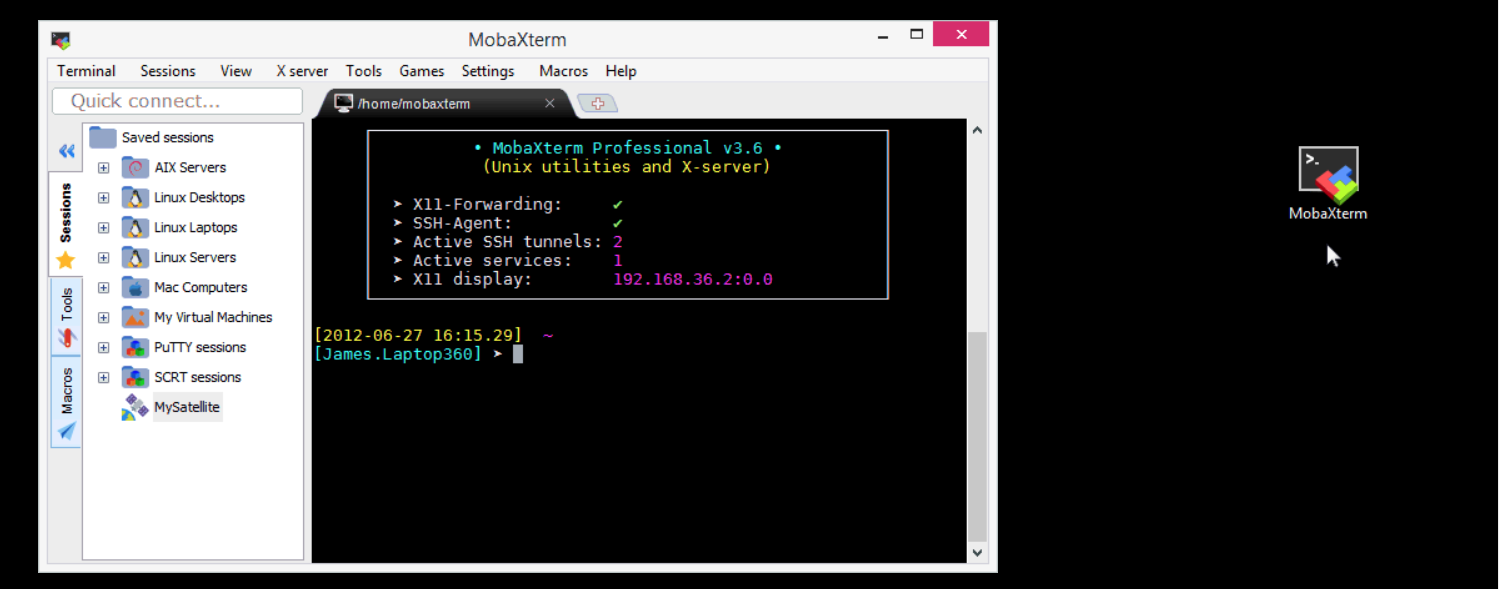 MobaXterm
Terminal Sessions View X server Tools Games Settings Macros Help
Quick connect...
/home/mobaxterm
Sessions
Tools
Macros
Saved sessions
AIX Servers
Linux Desktops
Linux Laptops
Linux Servers
Mac Computers
My Virtual Machines
PuTTY sessions
SCRT sessions
MySatellite
• MobaXterm Professional v3.6 •
(Unix utilities and X-server)
➤ X11-Forwarding: ✔
➤ SSH-Agent: ✔
➤ Active SSH tunnels: 2
➤ Active services: 1
➤ X11 display: 192.168.36.2:0.0
[2012-06-27 16:15.29] ~
[James.Laptop360] ➤
MobaXterm